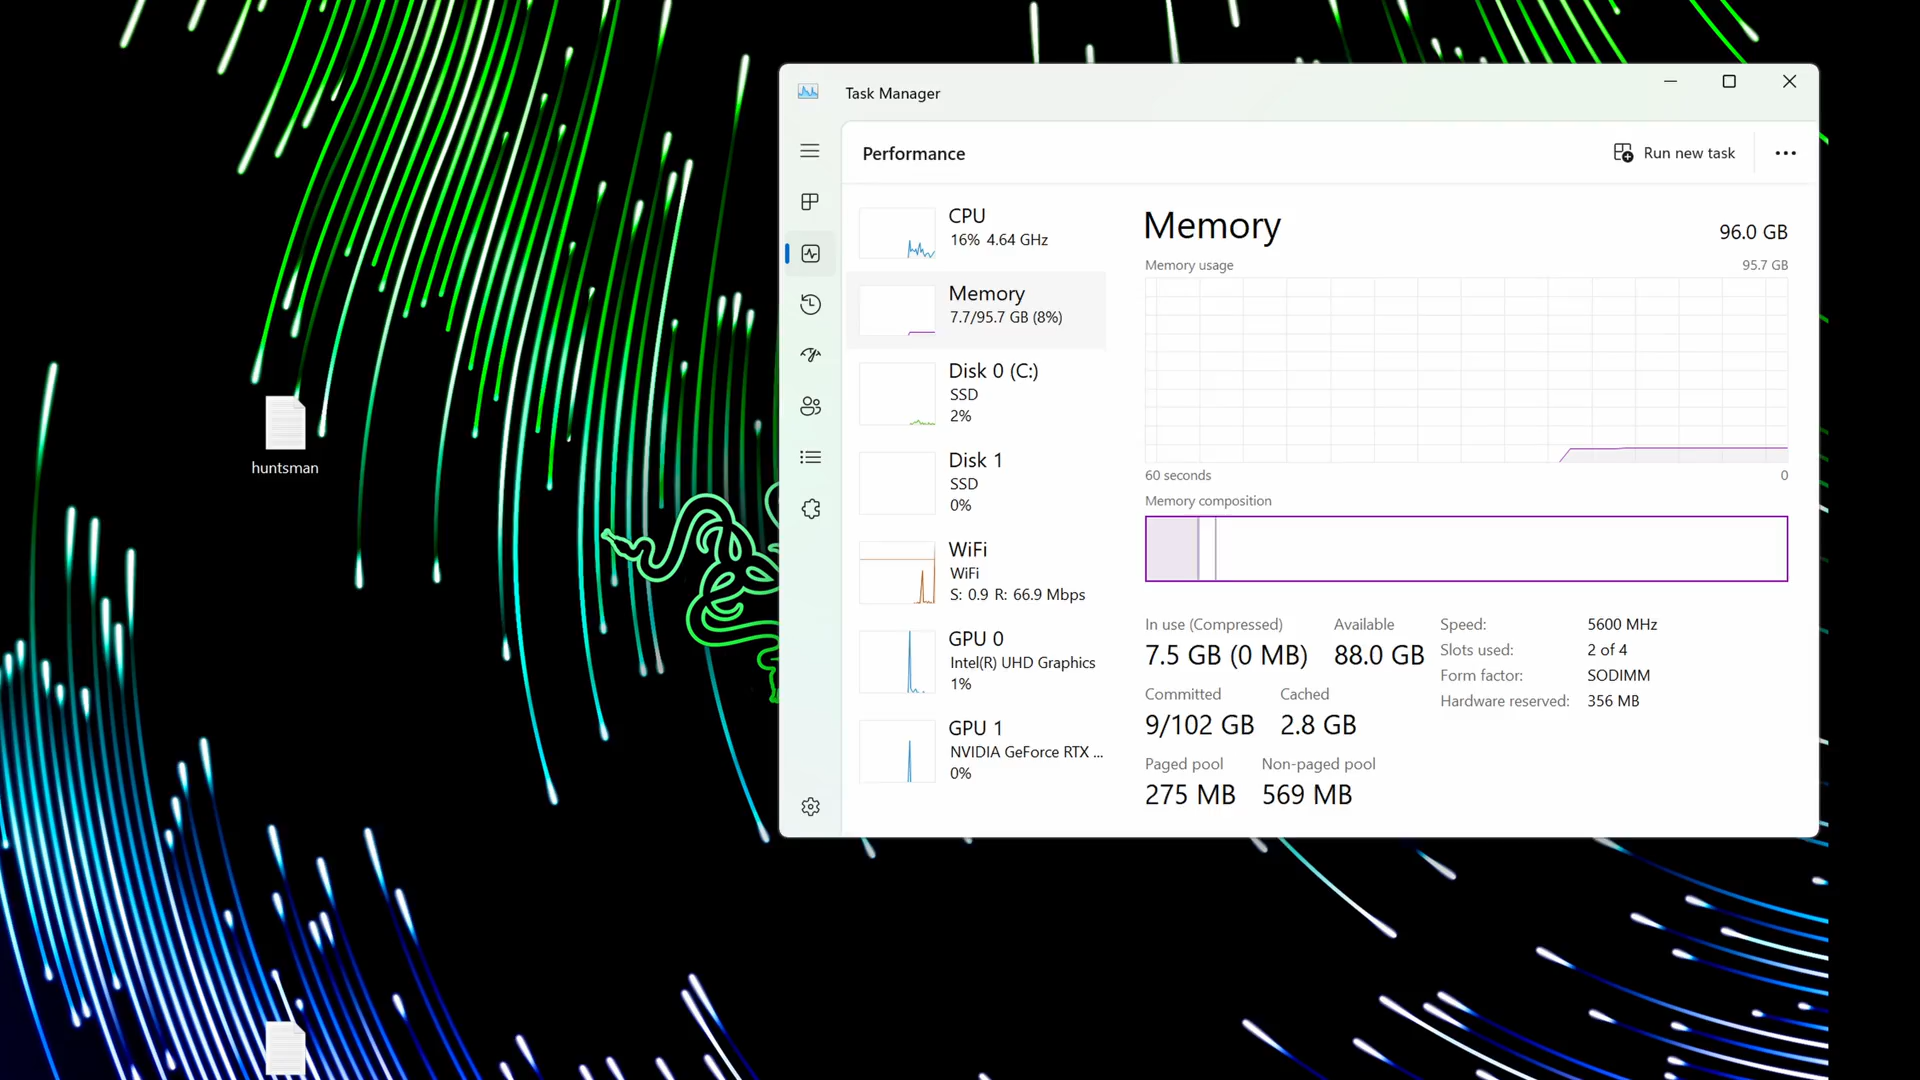 Task Manager
Performance
Run new task
CPU
16% 4.64 GHz
Memory
7.7/95.7 GB (8%)
Disk 0 (C:)
SSD
2%
Disk 1
SSD
0%
WiFi
WiFi
S: 0.9 R: 66.9 Mbps
GPU 0
Intel(R) UHD Graphics
1%
GPU 1
NVIDIA GeForce RTX ...
0%
Memory
96.0 GB
Memory usage
95.7 GB
60 seconds
0
Memory composition
In use (Compressed)
7.5 GB (0 MB)
Available
88.0 GB
Committed
9/102 GB
Cached
2.8 GB
Paged pool
275 MB
Non-paged pool
569 MB
Speed: 5600 MHz
Slots used: 2 of 4
Form factor: SODIMM
Hardware reserved: 356 MB
huntsman